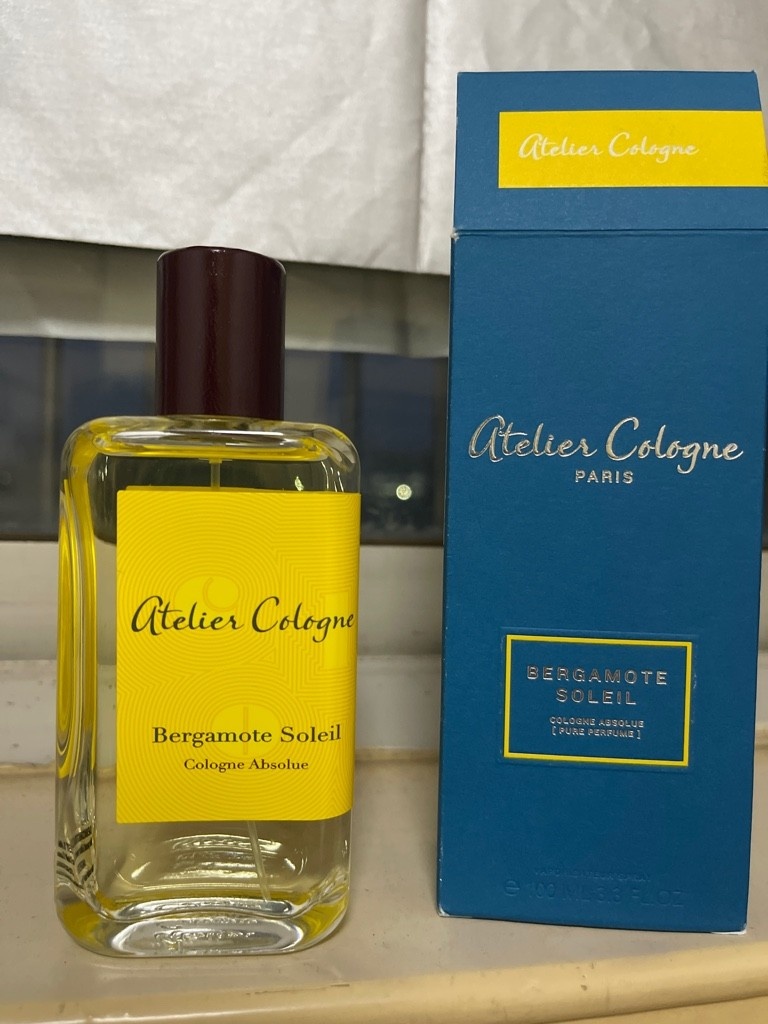 Atelier Cologne
Bergamote Soleil
Cologne Absolue
Atelier Cologne
Atelier Cologne
PARIS
BERGAMOTE
SOLEIL
COLOGNE ABSOLUE
[ PURE PERFUME ]